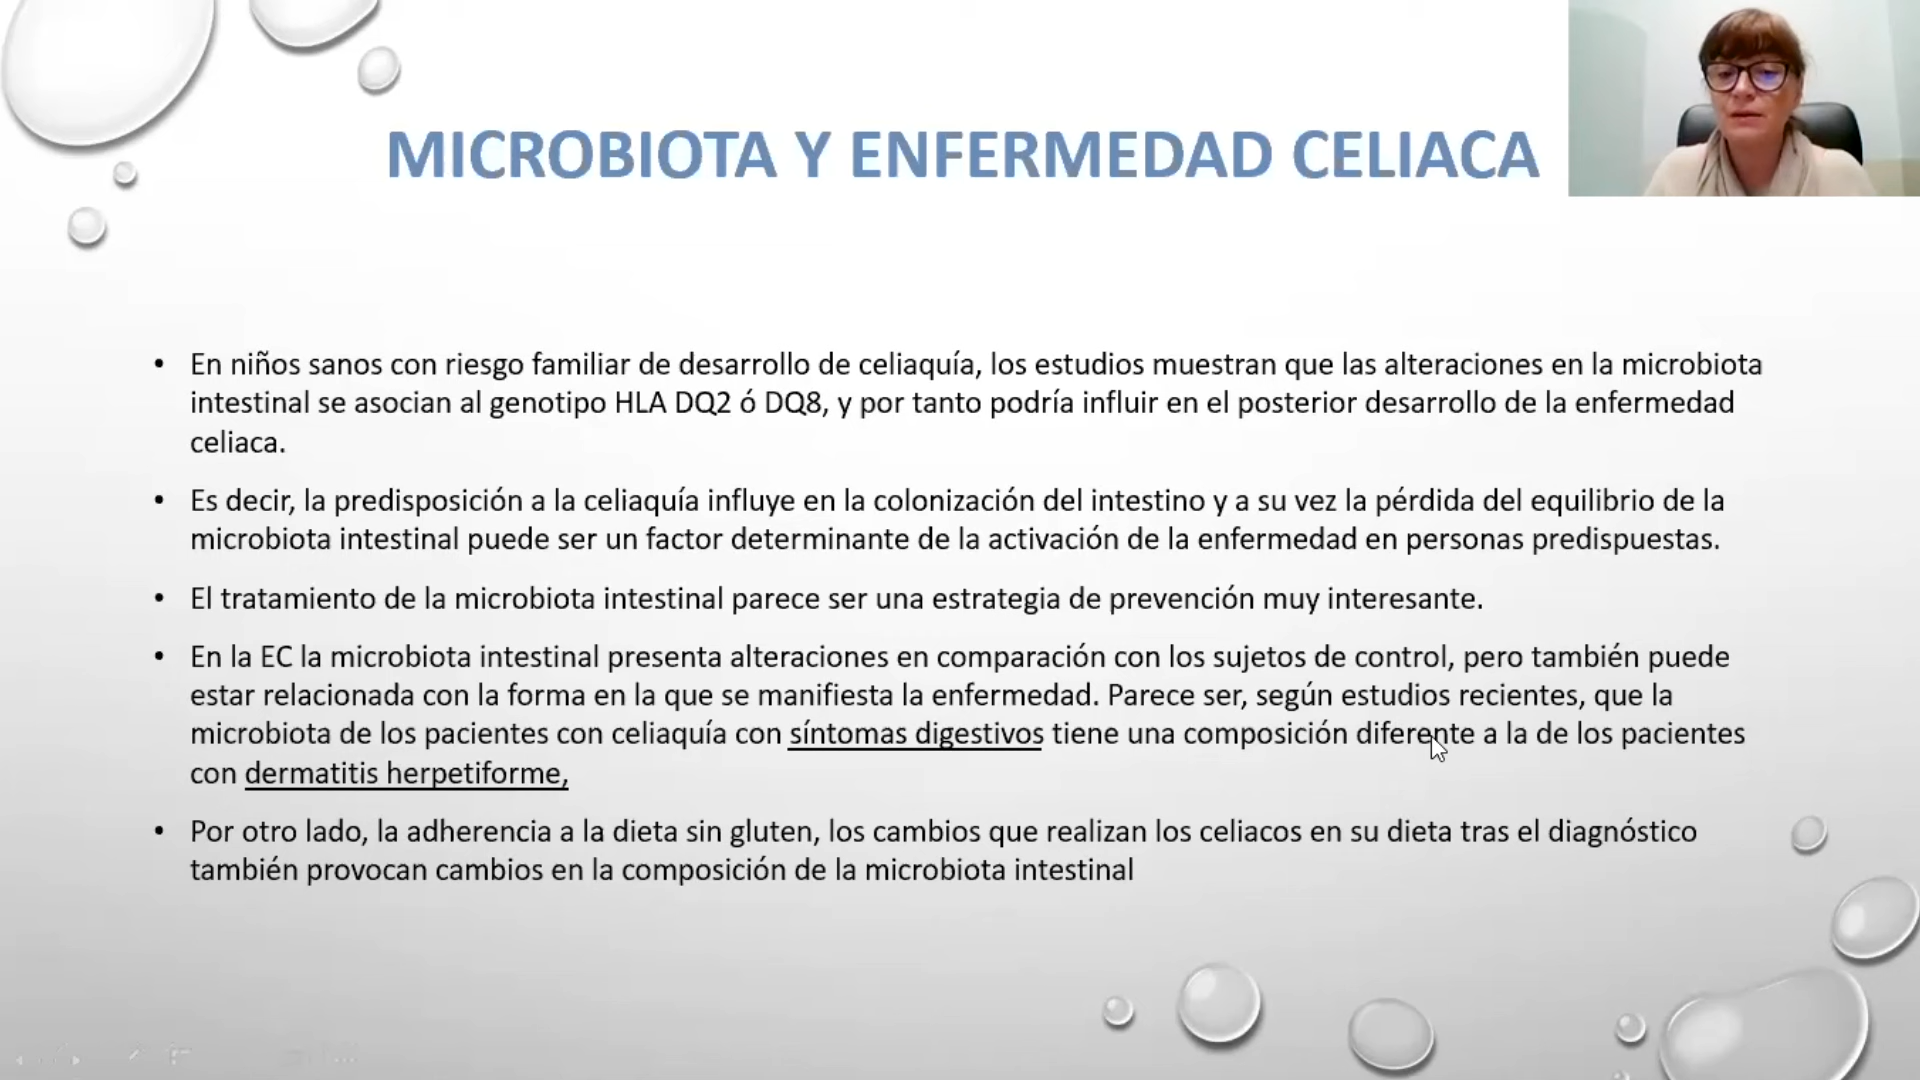 MICROBIOTA Y ENFERMEDAD CELIACA
• En niños sanos con riesgo familiar de desarrollo de celiaquía, los estudios muestran que las alteraciones en la microbiota
intestinal se asocian al genotipo HLA DQ2 ó DQ8, y por tanto podría influir en el posterior desarrollo de la enfermedad
celiaca.
• Es decir, la predisposición a la celiaquía influye en la colonización del intestino y a su vez la pérdida del equilibrio de la
microbiota intestinal puede ser un factor determinante de la activación de la enfermedad en personas predispuestas.
• El tratamiento de la microbiota intestinal parece ser una estrategia de prevención muy interesante.
• En la EC la microbiota intestinal presenta alteraciones en comparación con los sujetos de control, pero también puede
estar relacionada con la forma en la que se manifiesta la enfermedad. Parece ser, según estudios recientes, que la
microbiota de los pacientes con celiaquía con síntomas digestivos tiene una composición diferente a la de los pacientes
con dermatitis herpetiforme,
• Por otro lado, la adherencia a la dieta sin gluten, los cambios que realizan los celiacos en su dieta tras el diagnóstico
también provocan cambios en la composición de la microbiota intestinal